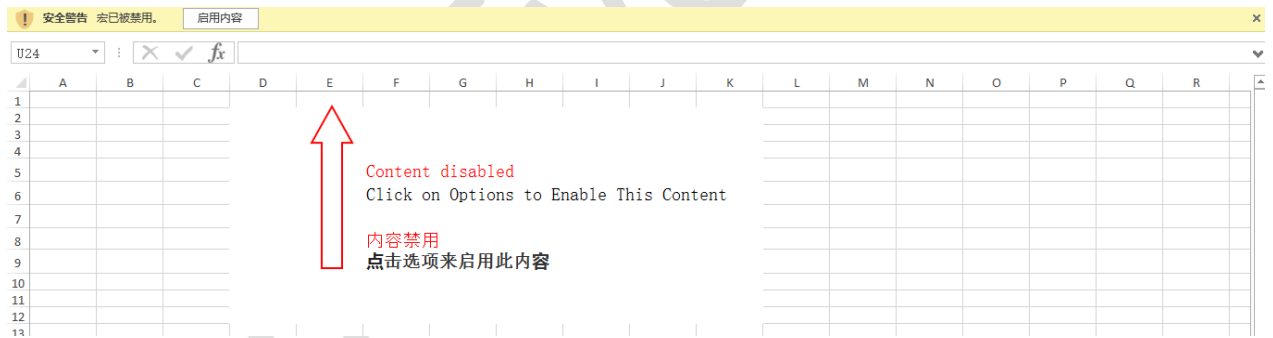 安全警告 宏已被禁用。 启用内容
U24 fx
A B C D E F G H I J K L M N O P Q R
1
2
3
4
5 Content disabled
6 Click on Options to Enable This Content
7
8 内容禁用
9 点击选项来启用此内容
10
11
12
13